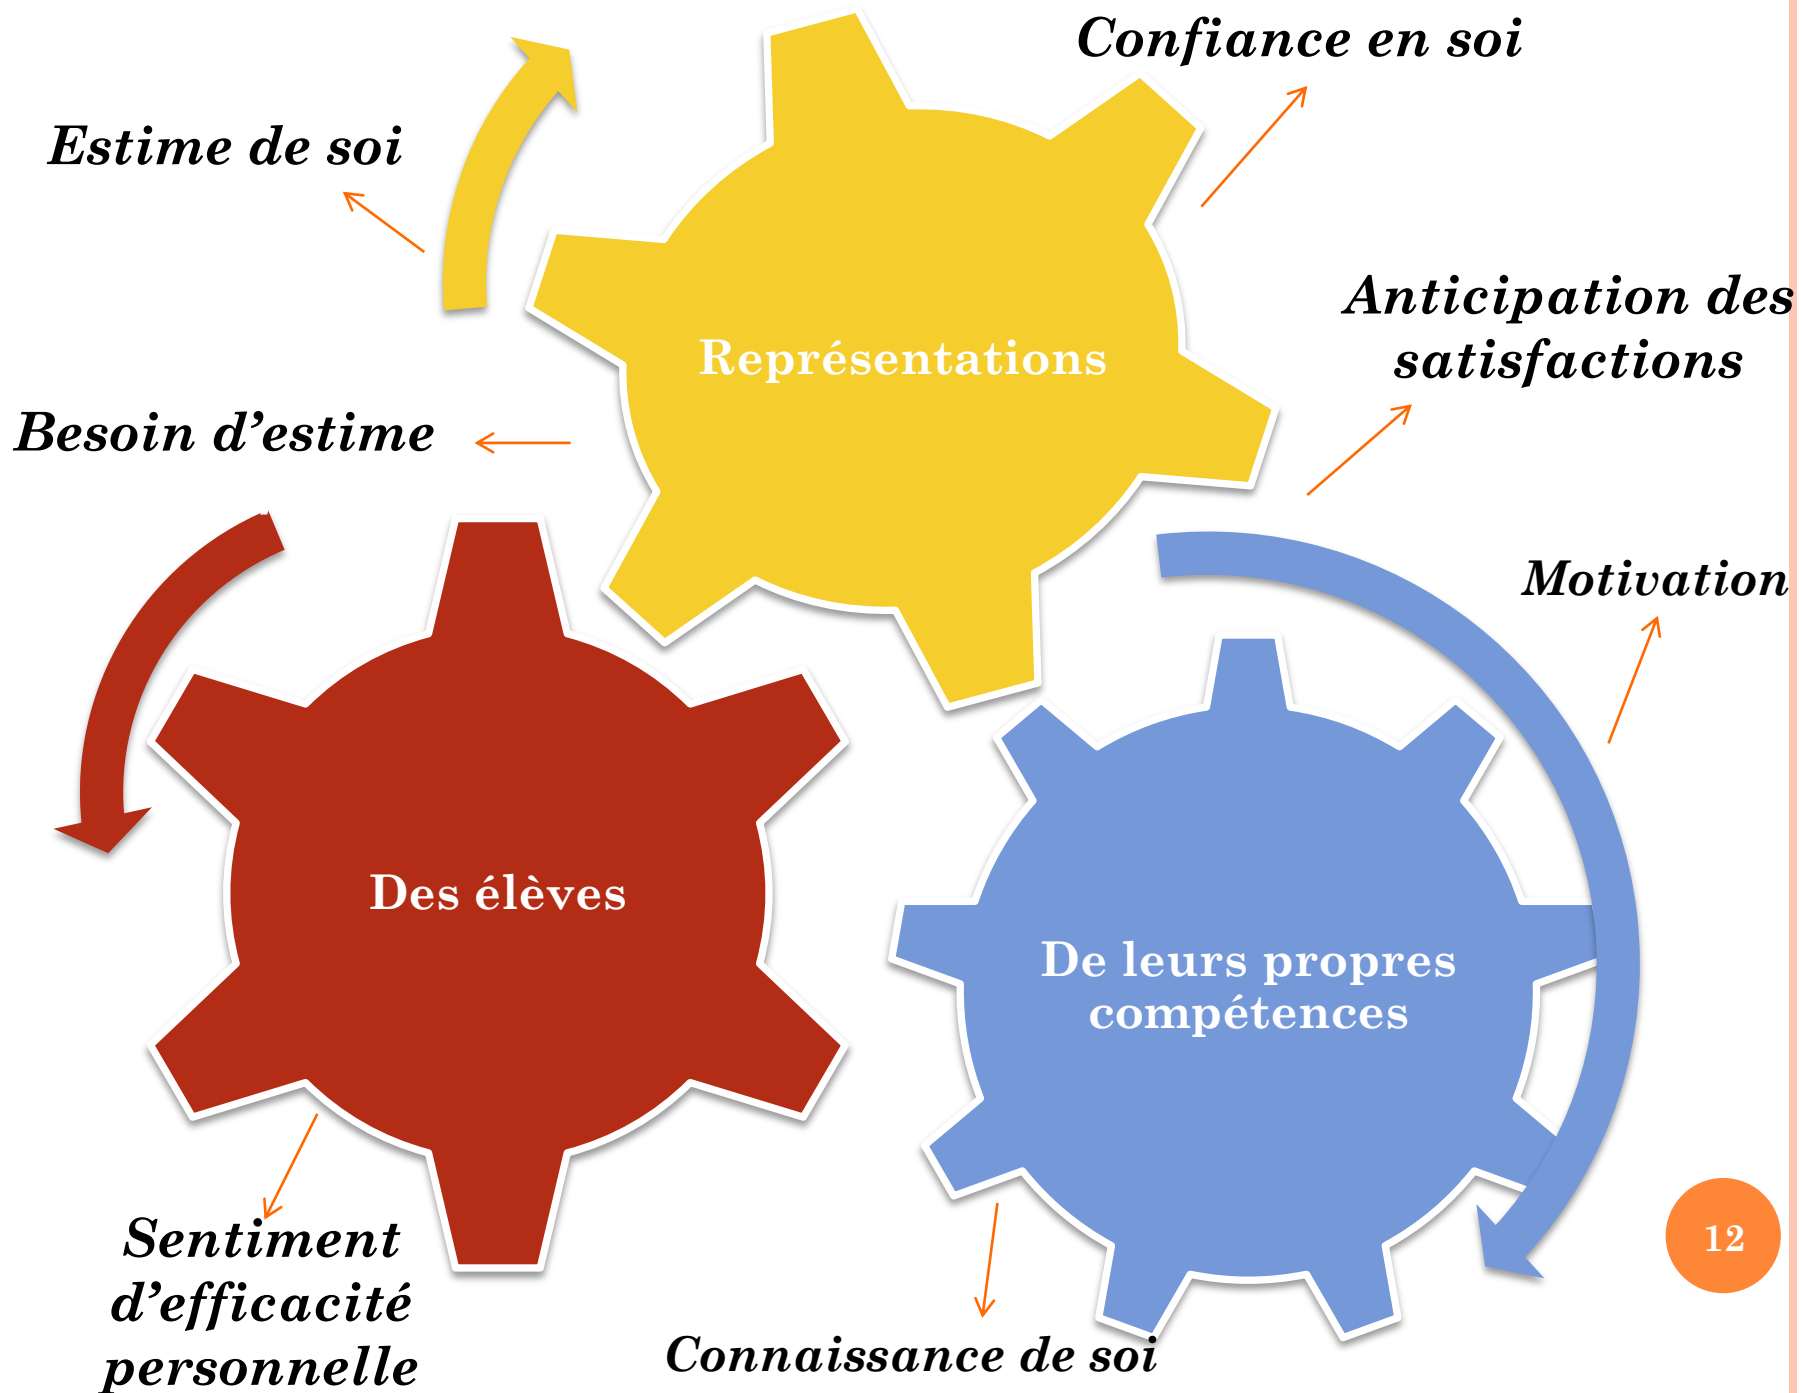 Confiance en soi
Estime de soi
Anticipation des
satisfactions
Représentations
Besoin d’estime
Motivation
Des élèves
De leurs propres
compétences
12
Sentiment
d’efficacité
personnelle
Connaissance de soi